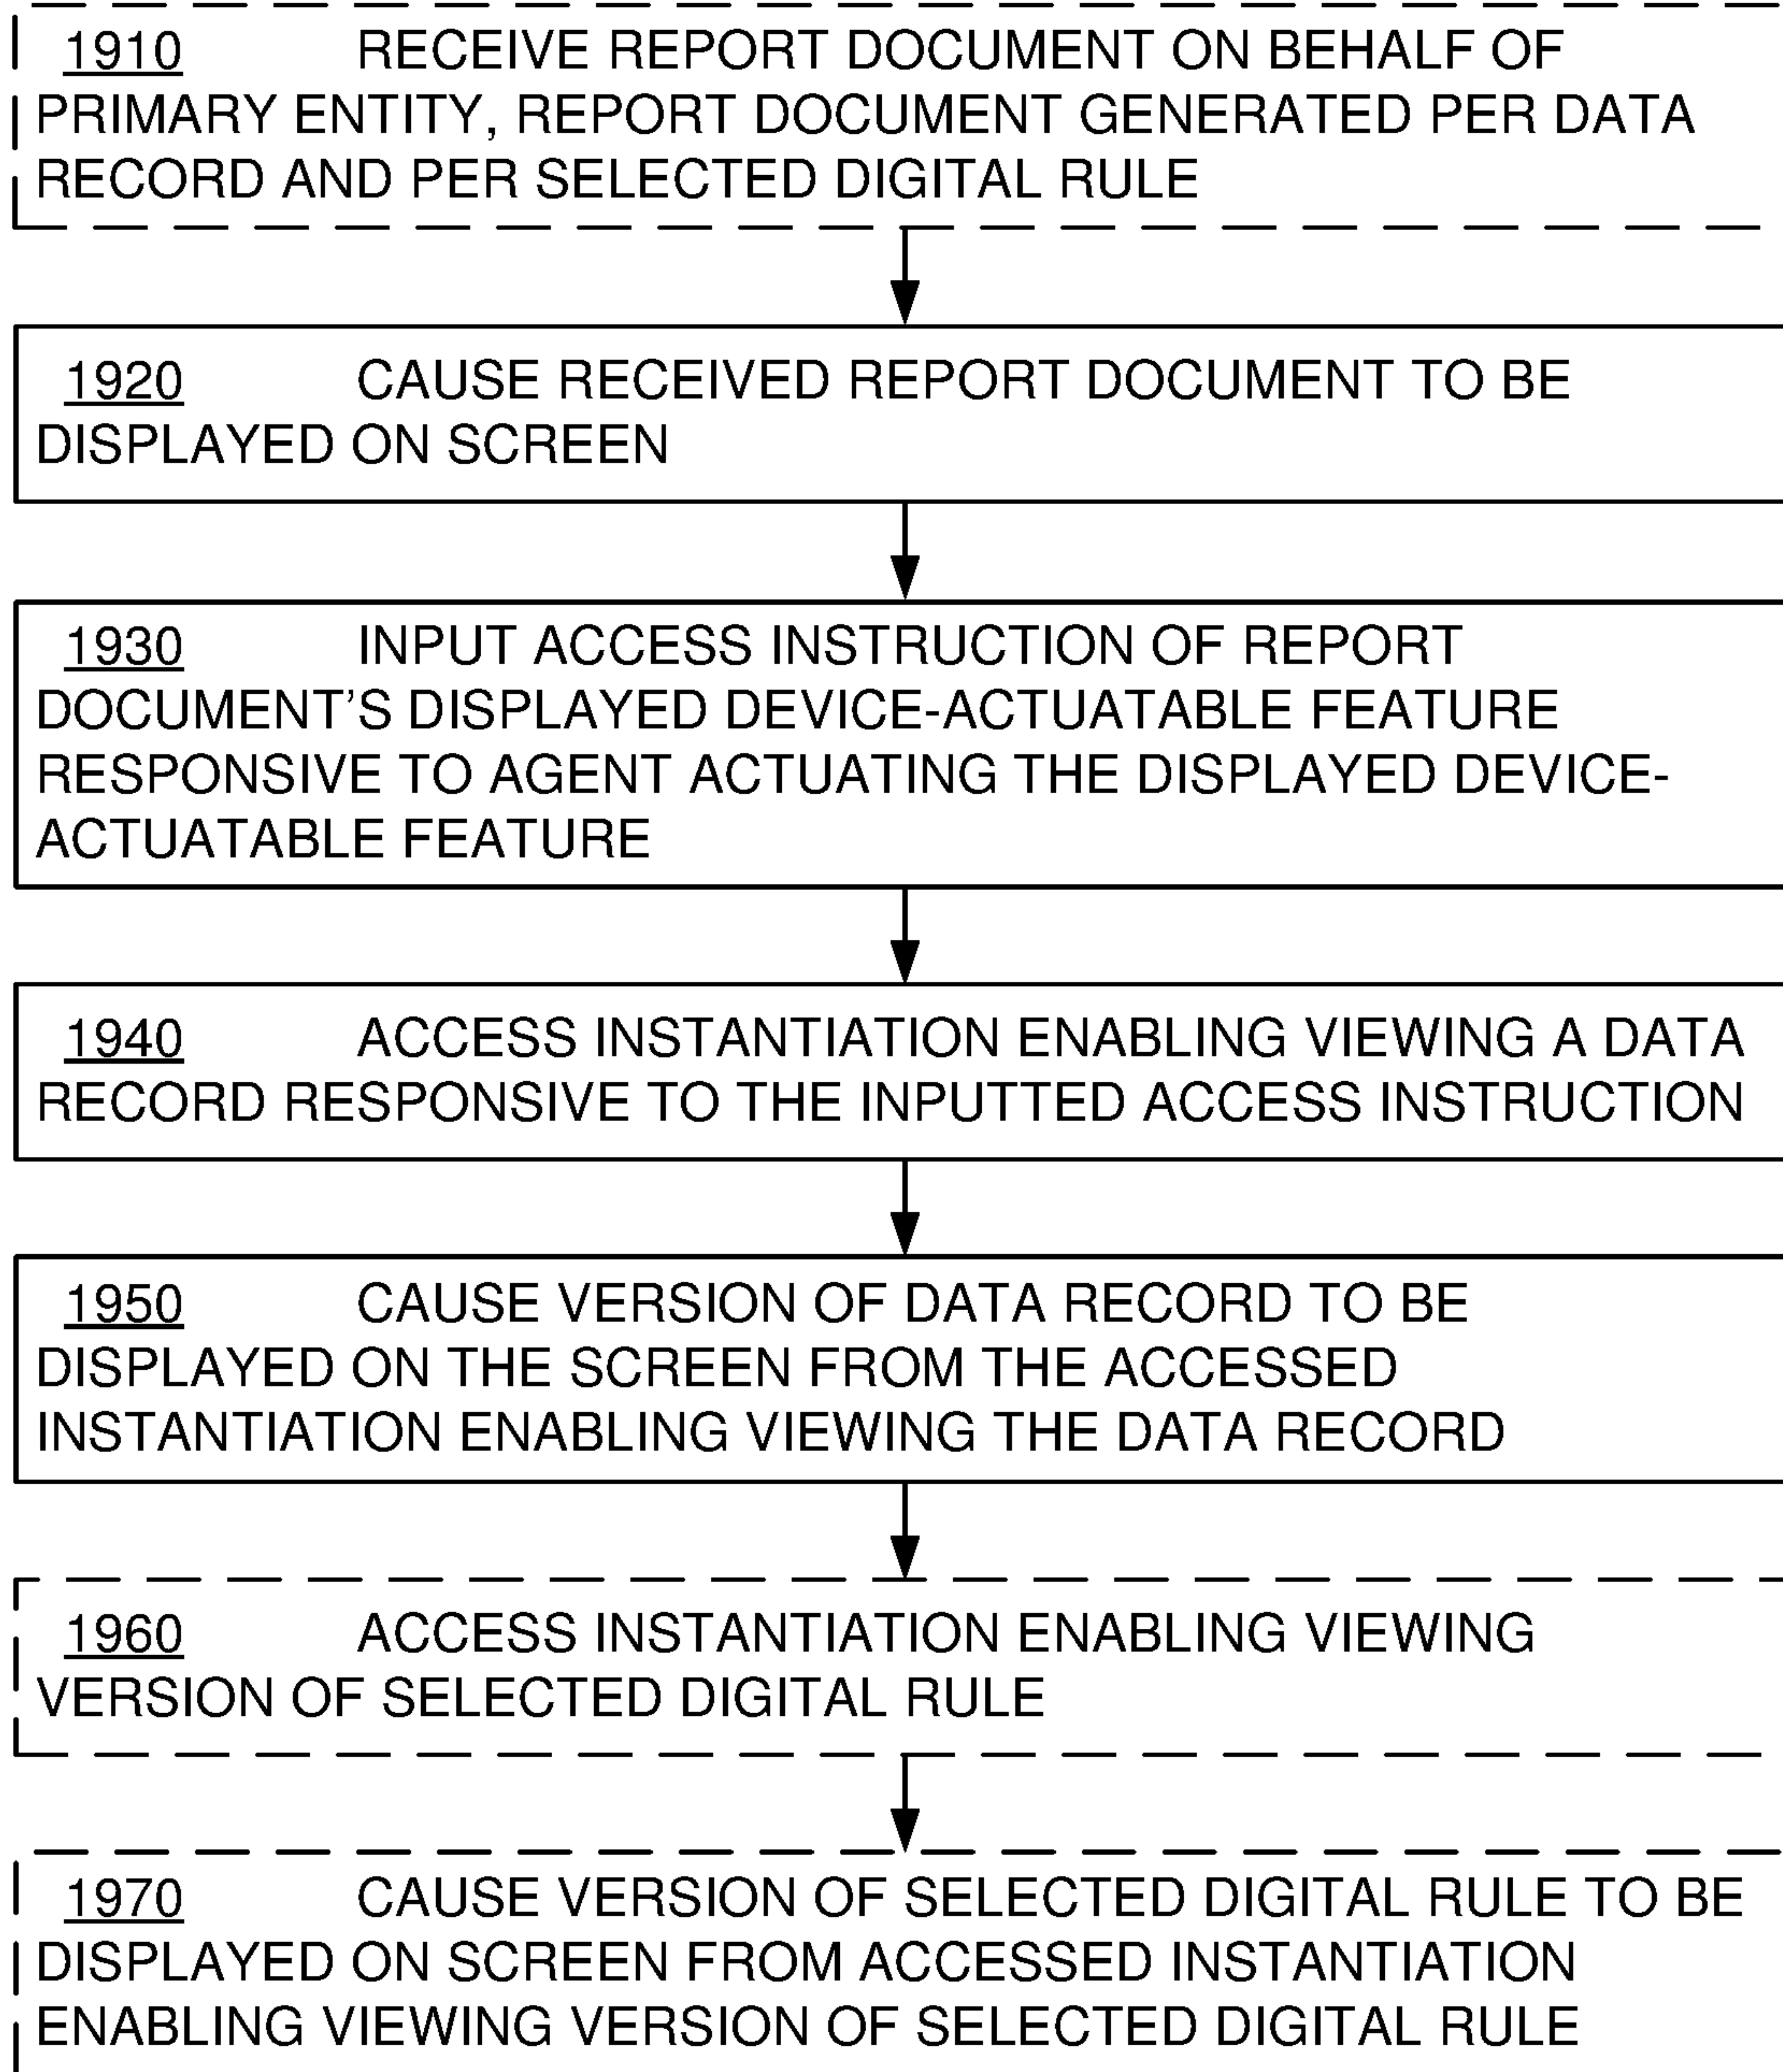 1910 RECEIVE REPORT DOCUMENT ON BEHALF OF
PRIMARY ENTITY, REPORT DOCUMENT GENERATED PER DATA
RECORD AND PER SELECTED DIGITAL RULE
1920 CAUSE RECEIVED REPORT DOCUMENT TO BE
DISPLAYED ON SCREEN
1930 INPUT ACCESS INSTRUCTION OF REPORT
DOCUMENT'S DISPLAYED DEVICE-ACTUATABLE FEATURE
RESPONSIVE TO AGENT ACTUATING THE DISPLAYED DEVICE-
ACTUATABLE FEATURE
1940 ACCESS INSTANTIATION ENABLING VIEWING A DATA
RECORD RESPONSIVE TO THE INPUTTED ACCESS INSTRUCTION
1950 CAUSE VERSION OF DATA RECORD TO BE
DISPLAYED ON THE SCREEN FROM THE ACCESSED
INSTANTIATION ENABLING VIEWING THE DATA RECORD
1960 ACCESS INSTANTIATION ENABLING VIEWING
VERSION OF SELECTED DIGITAL RULE
1970 CAUSE VERSION OF SELECTED DIGITAL RULE TO BE
DISPLAYED ON SCREEN FROM ACCESSED INSTANTIATION
ENABLING VIEWING VERSION OF SELECTED DIGITAL RULE